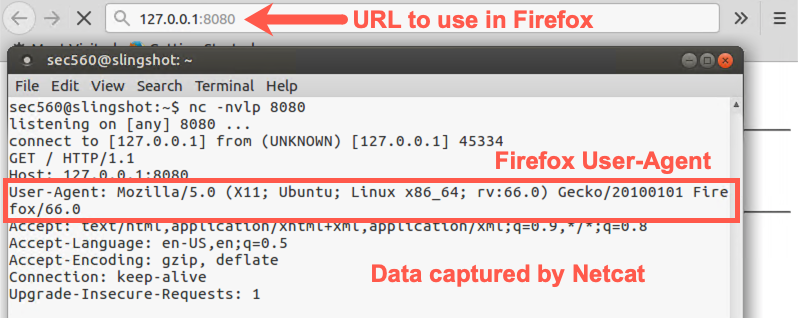 127.0.0.1:8080
URL to use in Firefox
sec560@slingshot: ~
File Edit View Search Terminal Help
sec560@slingshot:~$ nc -nvlp 8080
listening on [any] 8080 ...
connect to [127.0.0.1] from (UNKNOWN) [127.0.0.1] 45334
GET / HTTP/1.1
Host: 127.0.0.1:8080
Firefox User-Agent
User-Agent: Mozilla/5.0 (X11; Ubuntu; Linux x86_64; rv:66.0) Gecko/20100101 Fire
fox/66.0
Accept: text/html,application/xhtml+xml,application/xml;q=0.9,*/*;q=0.8
Accept-Language: en-US,en;q=0.5
Accept-Encoding: gzip, deflate
Connection: keep-alive
Upgrade-Insecure-Requests: 1
Data captured by Netcat